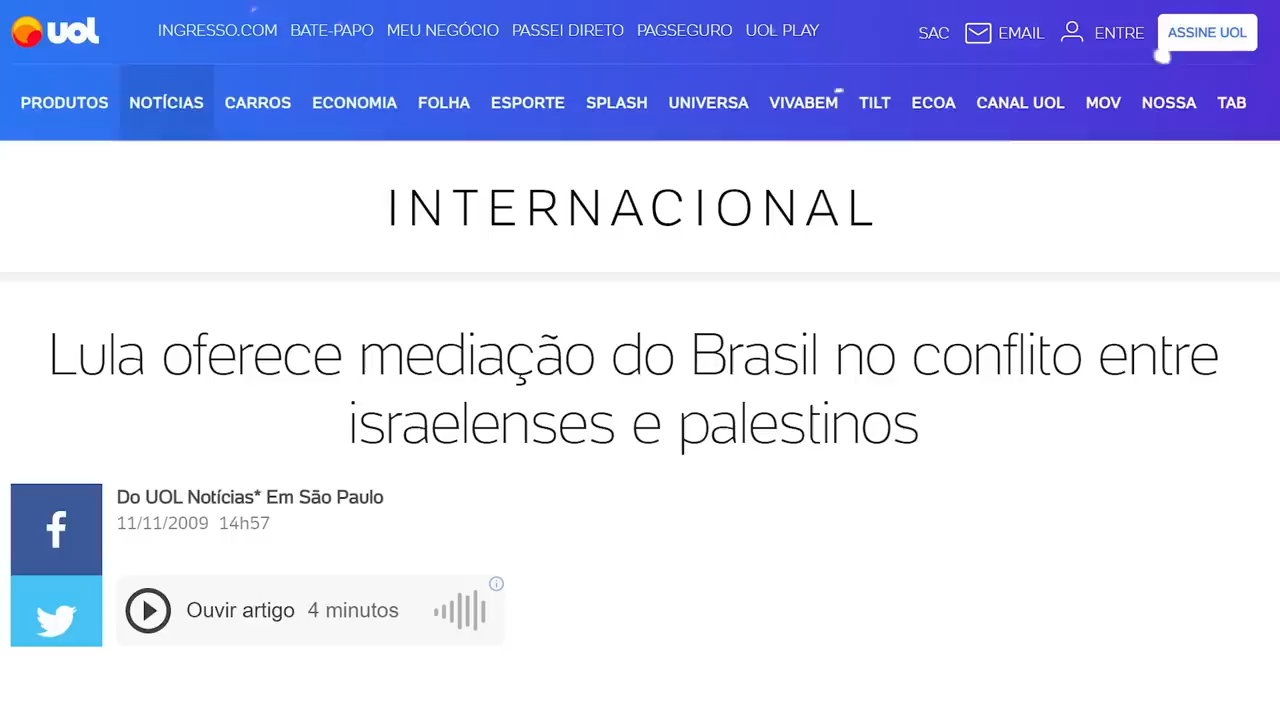 uol
INGRESSO.COM BATE-PAPO MEU NEGÓCIO PASSEI DIRETO PAGSEGURO UOL PLAY
SAC EMAIL ENTRE ASSINE UOL
PRODUTOS NOTÍCIAS CARROS ECONOMIA FOLHA ESPORTE SPLASH UNIVERSA VIVABEM TILT ECOA CANAL UOL MOV NOSSA TAB
INTERNACIONAL
Lula oferece mediação do Brasil no conflito entre
israelenses e palestinos
Do UOL Notícias* Em São Paulo
11/11/2009 14h57
Ouvir artigo 4 minutos